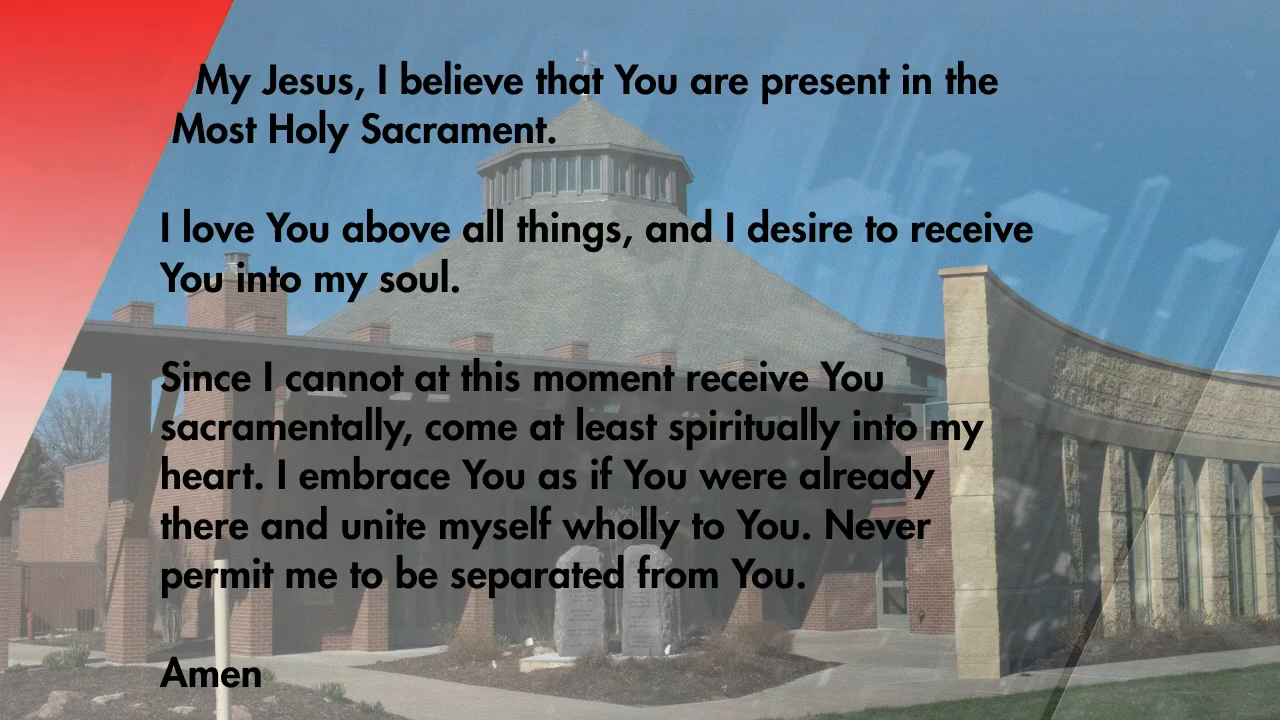 My Jesus, I believe that You are present in the
Most Holy Sacrament.
I love You above all things, and I desire to receive
You into my soul.
Since I cannot at this moment receive You
sacramentally, come at least spiritually into my
heart. I embrace You as if You were already
there and unite myself wholly to You. Never
permit me to be separated from You.
Amen